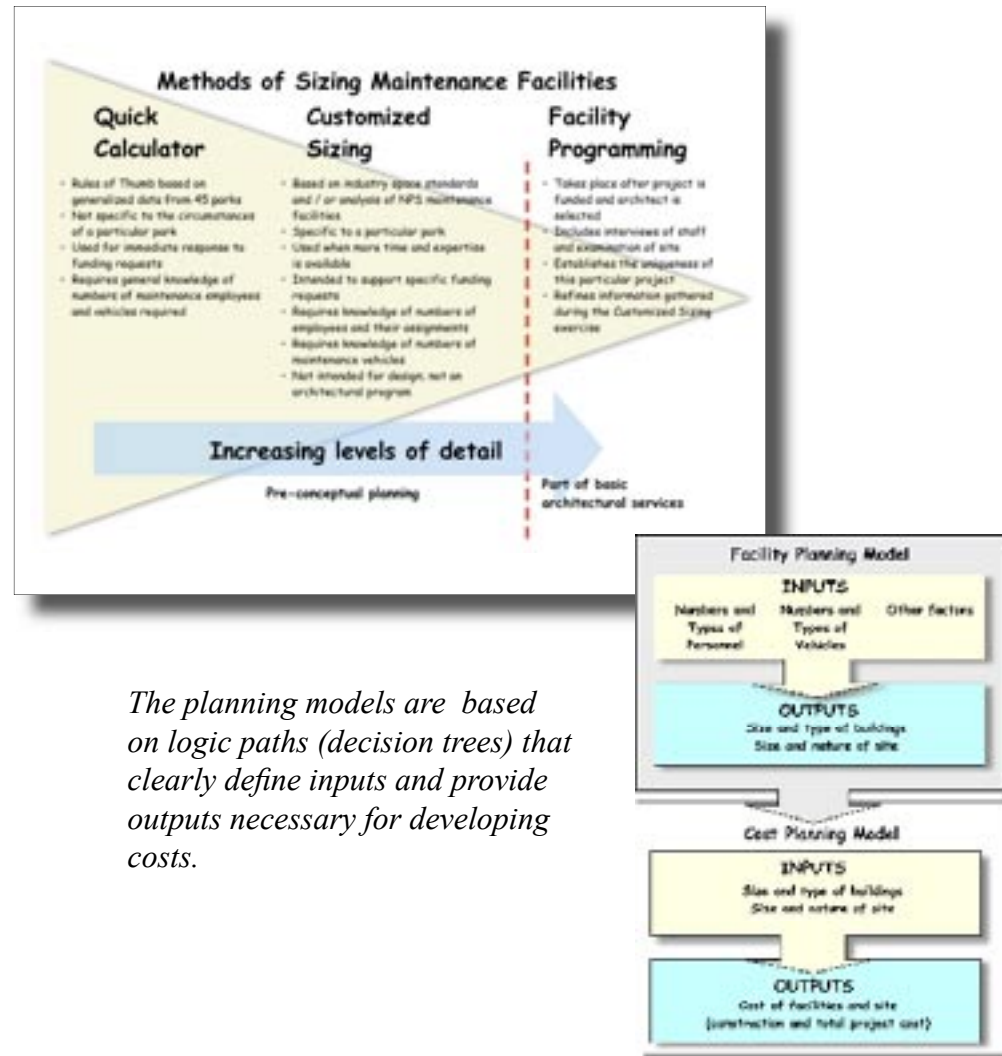 Methods of Sizing Maintenance Facilities
Quick
Calculator
- Rules of Thumb based on
generalized data from 45 parks
- Not specific to the circumstances
of a particular park
- Used for immediate response to
funding requests
- Requires general knowledge of
numbers of maintenance employees
and vehicles required
Customized
Sizing
- Based on industry space standards
and / or analysis of NPS maintenance
facilities
- Specific to a particular park
- Used when more time and expertise
is available
- Intended to support specific funding
requests
- Requires knowledge of numbers of
employees and their assignments
- Requires knowledge of numbers of
maintenance vehicles
- Not intended for design; not an
architectural program
Facility
Programming
- Takes place after project is
funded and architect is
selected
- Includes interviews of staff
and examination of site
- Establishes the uniqueness of
this particular project
- Refines information gathered
during the Customized Sizing
exercise
Increasing levels of detail
Pre-conceptual planning
Part of basic
architectural services
The planning models are based
on logic paths (decision trees) that
clearly define inputs and provide
outputs necessary for developing
costs.
Facility Planning Model
INPUTS
Numbers and
Types of
Personnel
Numbers and
Types of
Vehicles
Other factors
OUTPUTS
Size and type of buildings
Size and nature of site
Cost Planning Model
INPUTS
Size and type of buildings
Size and nature of site
OUTPUTS
Cost of facilities and site
(construction and total project cost)